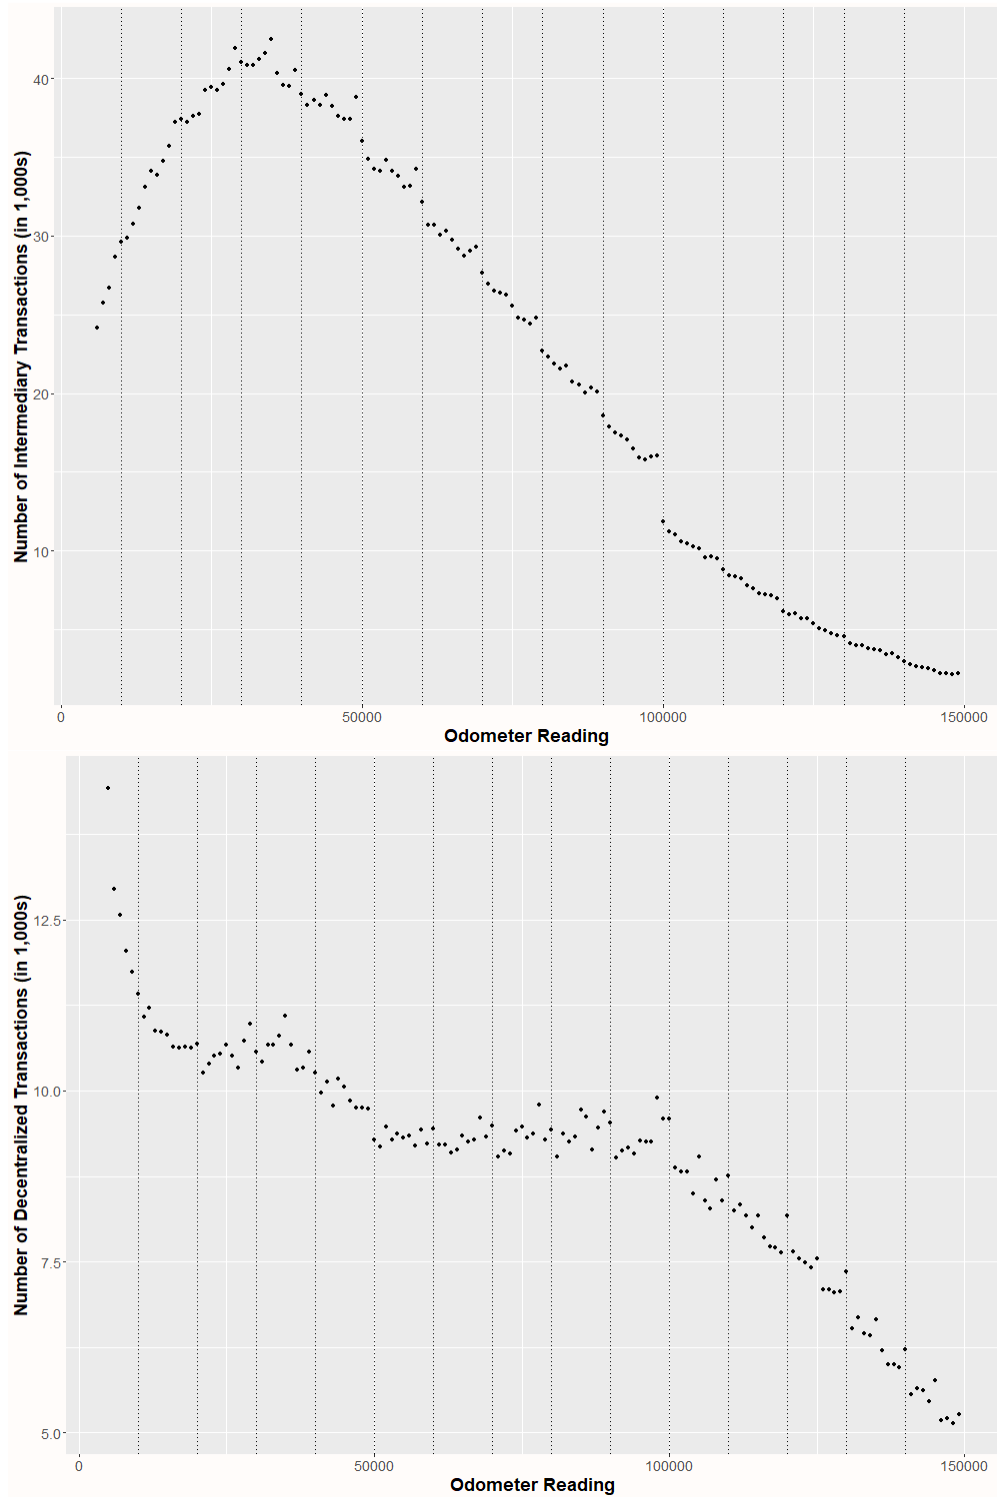 Number of Intermediary Transactions (in 1,000s)
40
30
20
10
0 50000 100000 150000
Odometer Reading
Number of Decentralized Transactions (in 1,000s)
12.5
10.0
7.5
5.0
0 50000 100000 150000
Odometer Reading